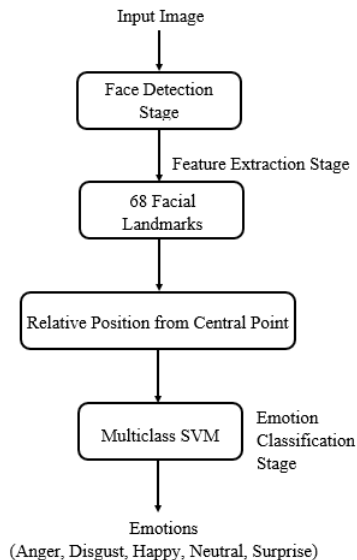 Input Image
Face Detection
Stage
Feature Extraction Stage
68 Facial
Landmarks
Relative Position from Central Point
Multiclass SVM
Emotion
Classification
Stage
Emotions
(Anger, Disgust, Happy, Neutral, Surprise)